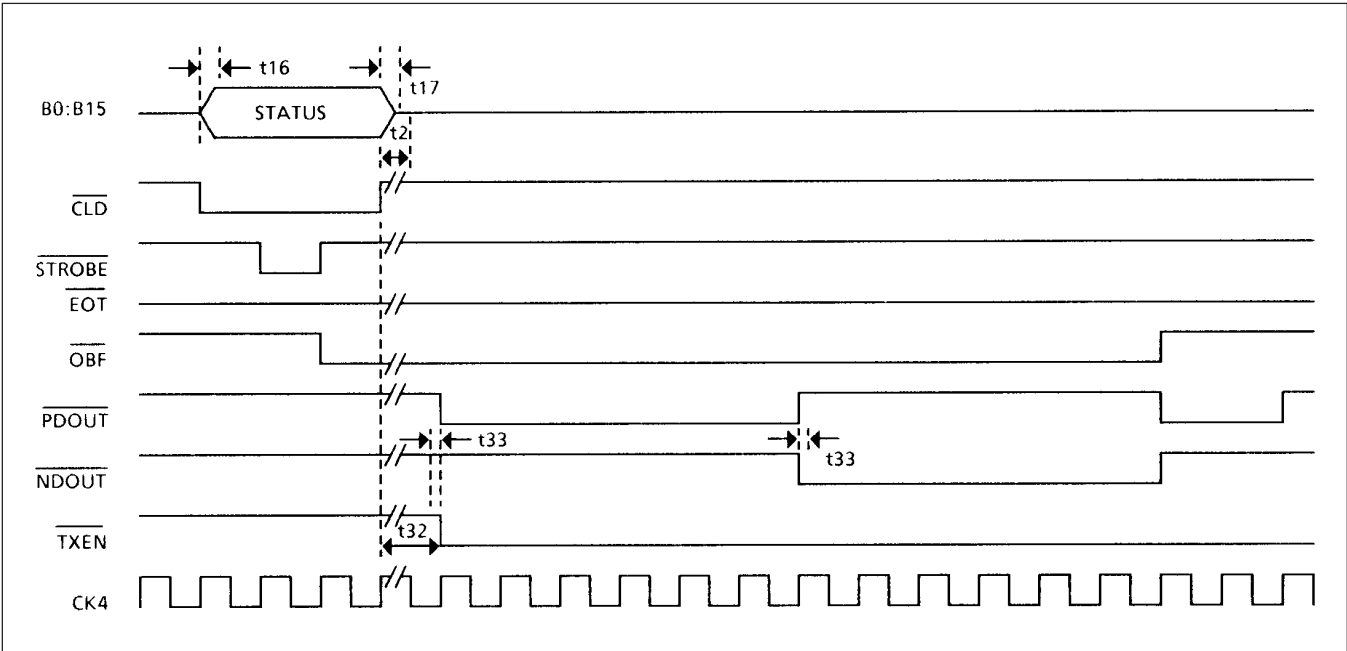 t16
t17
B0:B15
STATUS
t2
CLD
STROBE
EOT
OBF
PDOUT
t33
t33
NDOUT
TXEN
t32
CK4